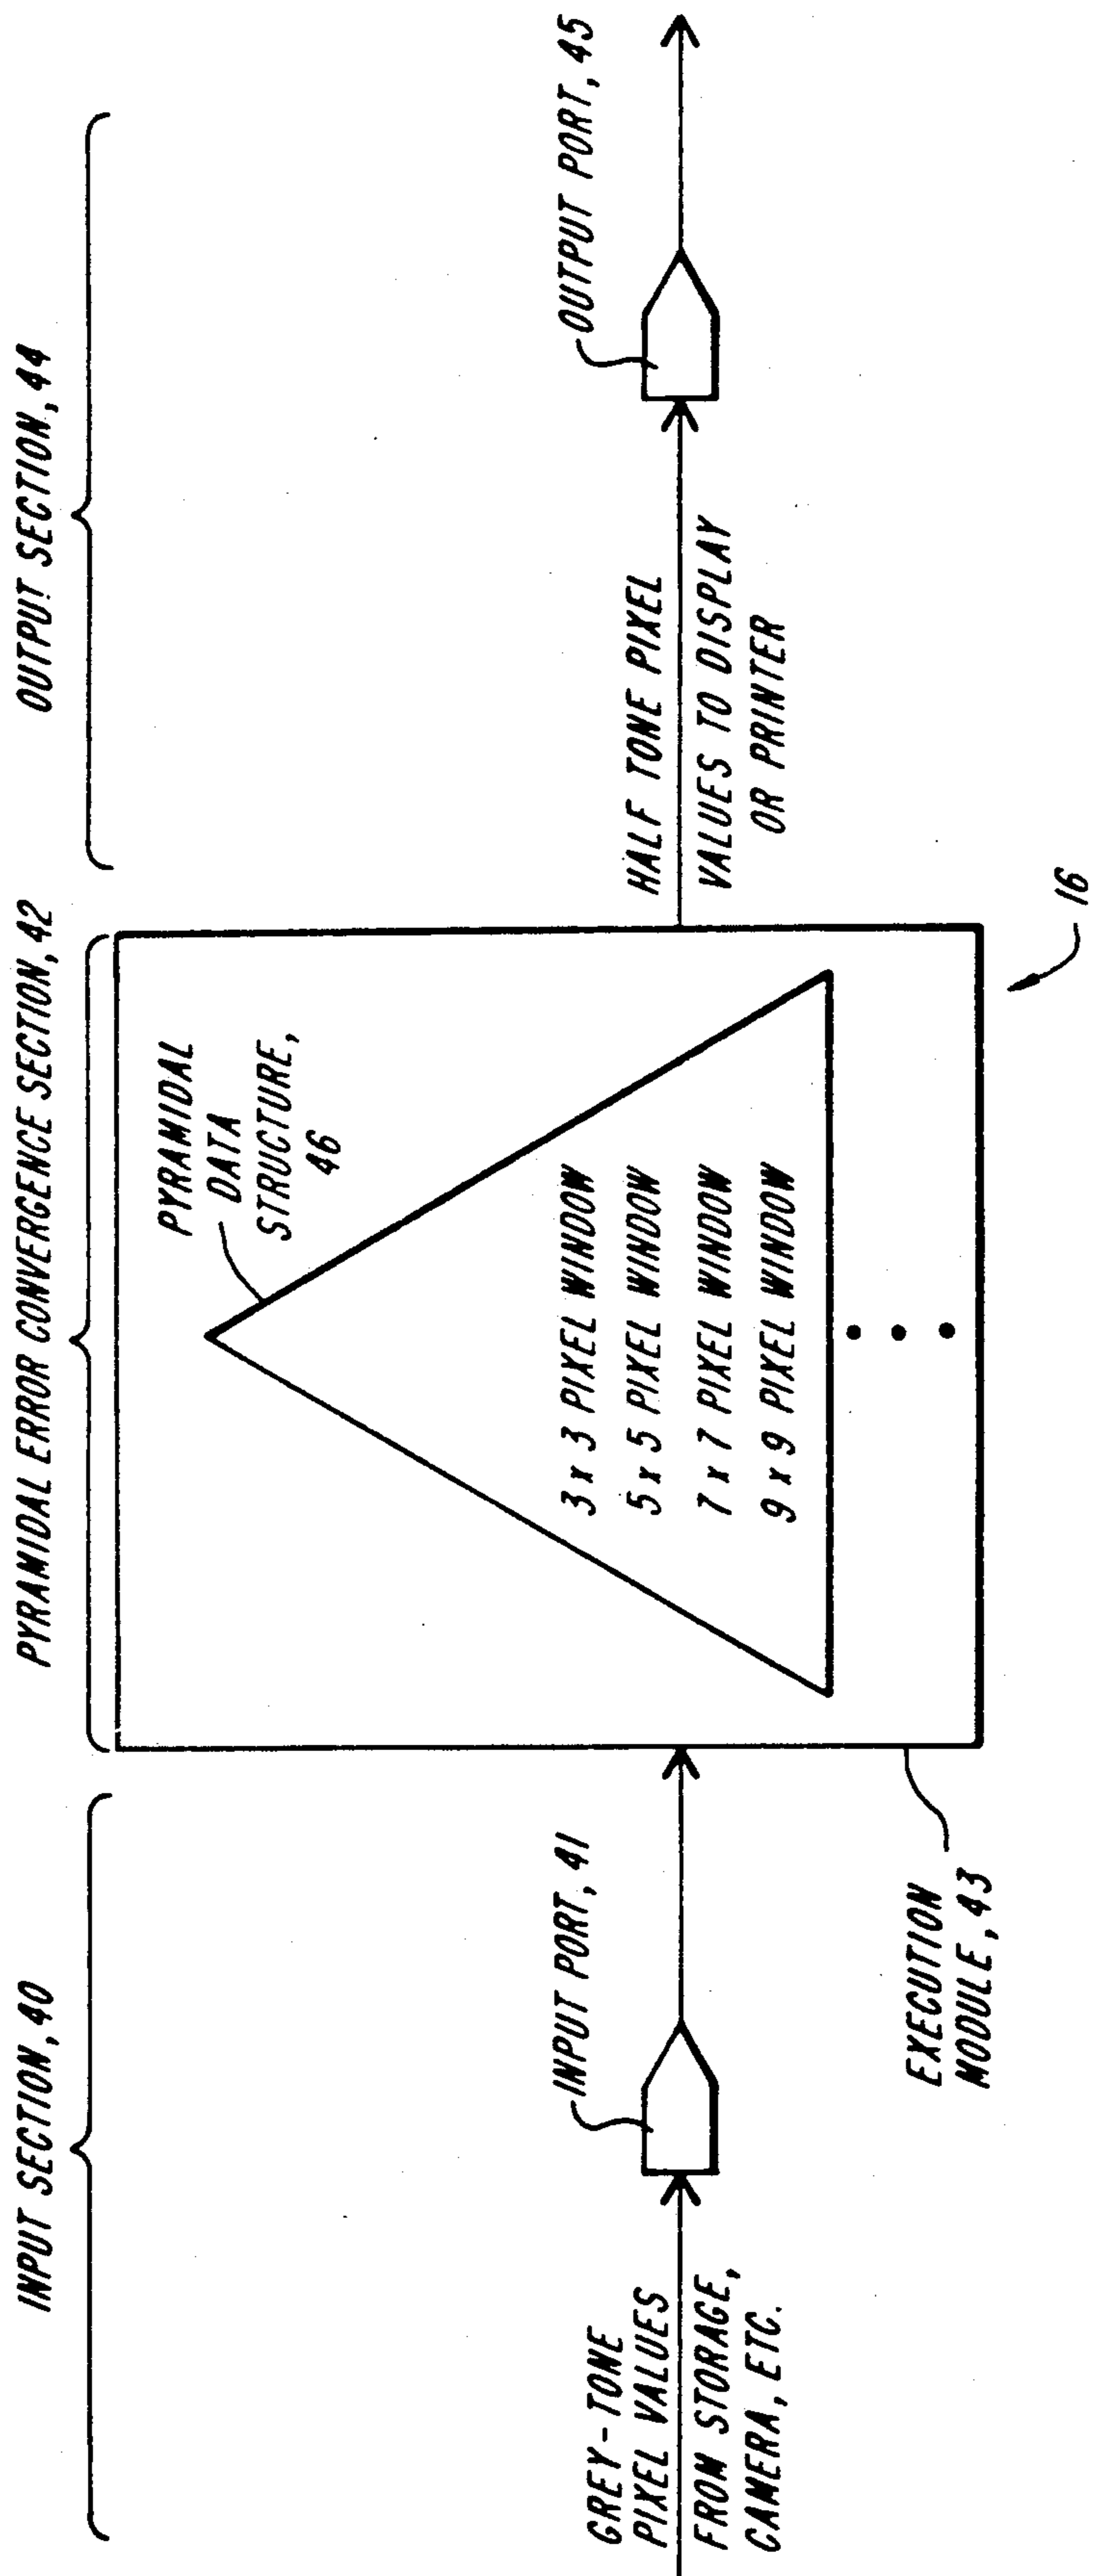 INPUT SECTION, 40
PYRAMIDAL ERROR CONVERGENCE SECTION, 42
OUTPUT SECTION, 44
GREY-TONE
PIXEL VALUES
FROM STORAGE,
CAMERA, ETC.
INPUT PORT, 41
EXECUTION
MODULE, 43
PYRAMIDAL
DATA
STRUCTURE,
46
3 x 3 PIXEL WINDOW
5 x 5 PIXEL WINDOW
7 x 7 PIXEL WINDOW
9 x 9 PIXEL WINDOW
16
HALF TONE PIXEL
VALUES TO DISPLAY
OR PRINTER
OUTPUT PORT, 45